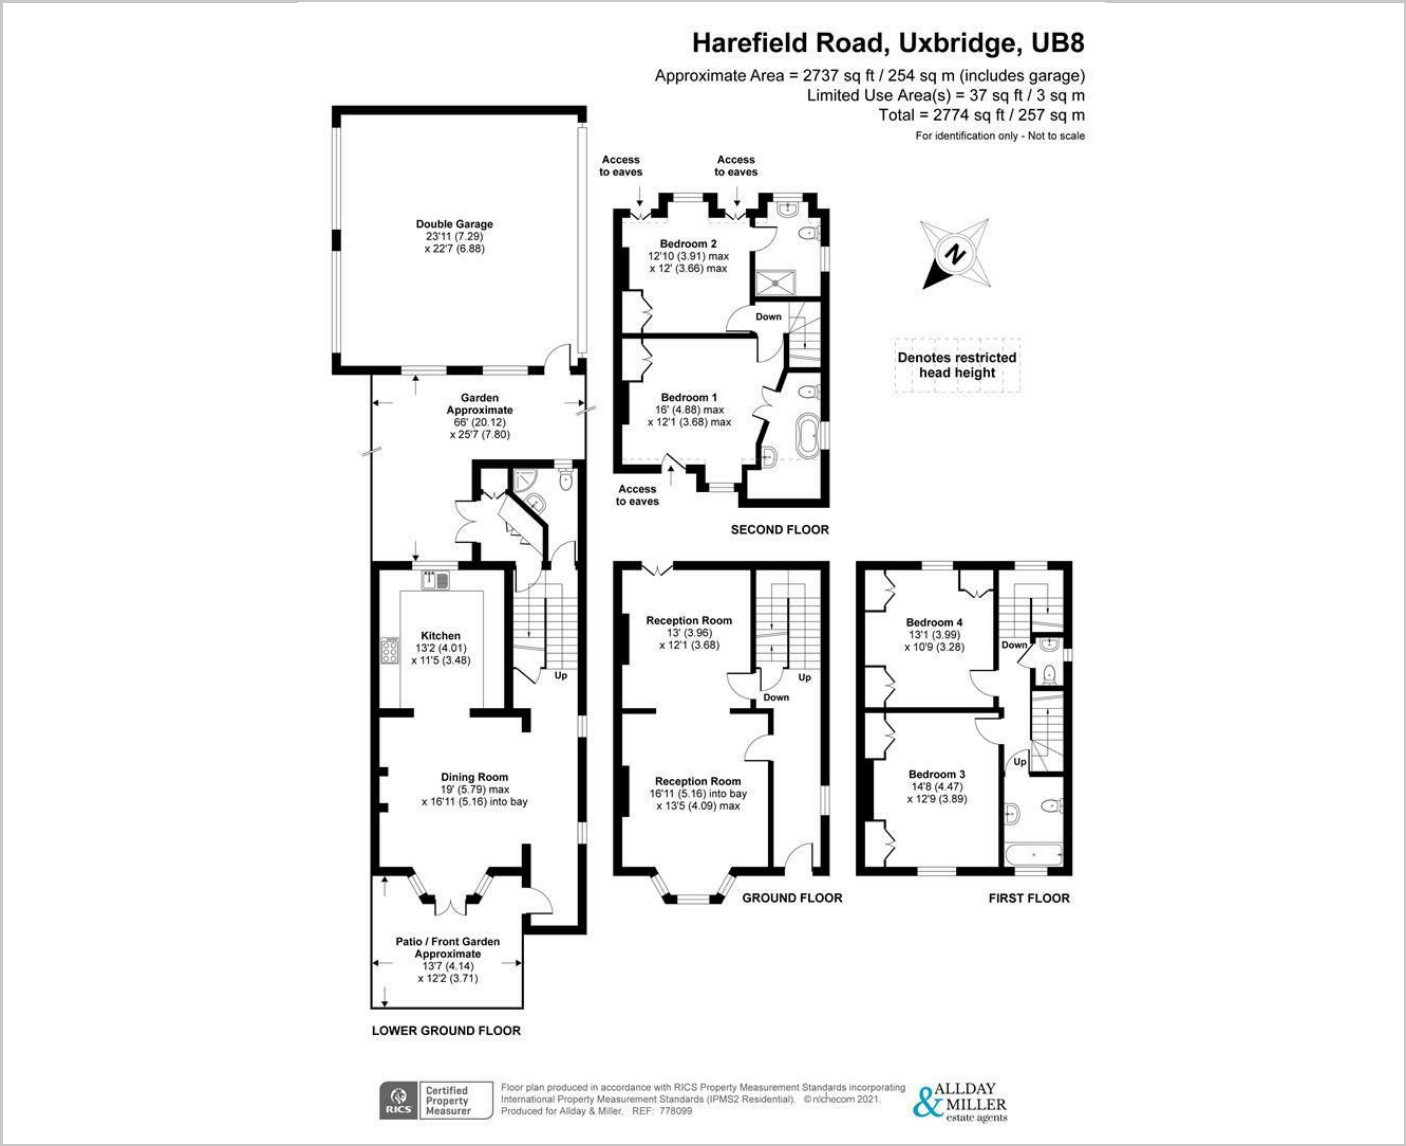 Harefield Road, Uxbridge, UB8
Approximate Area = 2737 sq ft / 254 sq m (includes garage)
Limited Use Area(s) = 37 sq ft / 3 sq m
Total = 2774 sq ft / 257 sq m
For identification only - Not to scale
Double Garage
23'11 (7.29)
x 22'7 (6.88)
Garden
Approximate
66' (20.12)
x 25'7 (7.80)
Kitchen
13'2 (4.01)
x 11'5 (3.48)
Up
Dining Room
19' (5.79) max
x 16'11 (5.16) into bay
Patio / Front Garden
Approximate
13'7 (4.14)
x 12'2 (3.71)
LOWER GROUND FLOOR
Access
to eaves
Access
to eaves
Bedroom 2
12'10 (3.91) max
x 12' (3.66) max
Down
Bedroom 1
16' (4.88) max
x 12'1 (3.68) max
Access
to eaves
SECOND FLOOR
N
Denotes restricted
head height
Reception Room
13' (3.96)
x 12'1 (3.68)
Up
Down
Reception Room
16'11 (5.16) into bay
x 13'5 (4.09) max
GROUND FLOOR
Bedroom 4
13'1 (3.99)
x 10'9 (3.28)
Down
Bedroom 3
14'8 (4.47)
x 12'9 (3.89)
Up
FIRST FLOOR
RICS
Certified
Property
Measurer
Floor plan produced in accordance with RICS Property Measurement Standards incorporating
International Property Measurement Standards (IPMS2 Residential). © nichecom 2021.
Produced for Allday & Miller. REF: 778099
ALLDAY
& MILLER
estate agents